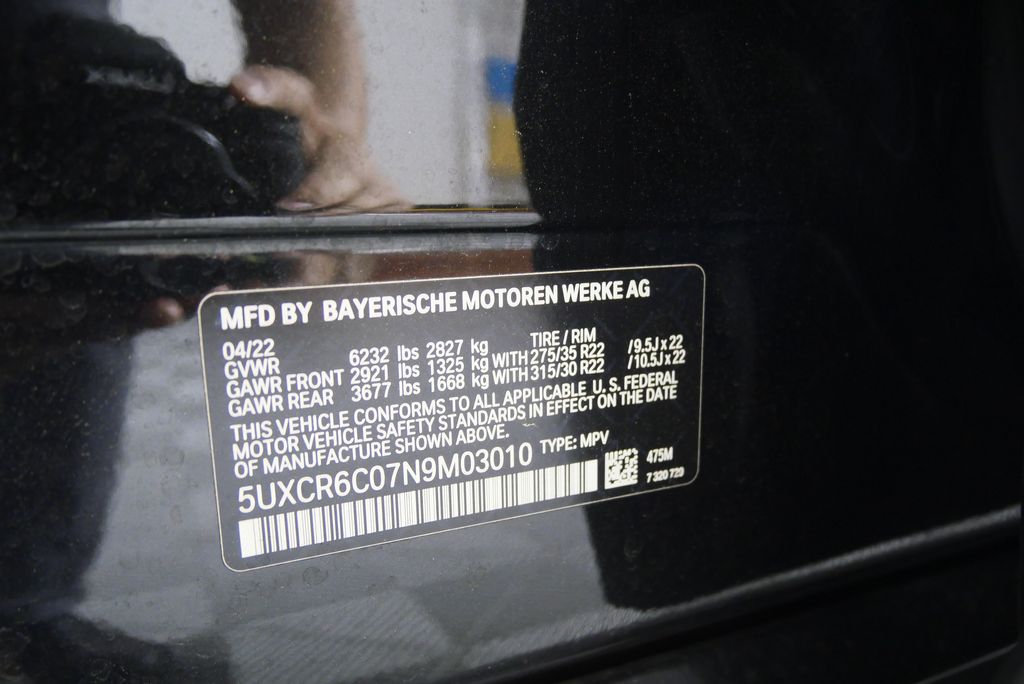 MFD BY BAYERISCHE MOTOREN WERKE AG
04/22 TIRE / RIM
GVWR 6232 lbs 2827 kg
GAWR FRONT 2921 lbs 1325 kg WITH 275/35 R22 /9.5J x 22
GAWR REAR 3677 lbs 1668 kg WITH 315/30 R22 /10.5J x 22
THIS VEHICLE CONFORMS TO ALL APPLICABLE U.S. FEDERAL
MOTOR VEHICLE SAFETY STANDARDS IN EFFECT ON THE DATE
OF MANUFACTURE SHOWN ABOVE.
5UXCR6C07N9M03010 TYPE: MPV
475M
7 320 729